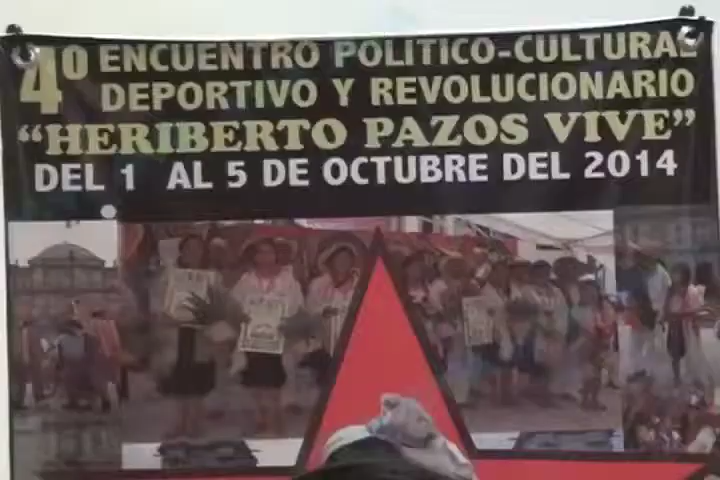 4º ENCUENTRO POLITICO-CULTURAL
DEPORTIVO Y REVOLUCIONARIO
“HERIBERTO PAZOS VIVE”
DEL 1 AL 5 DE OCTUBRE DEL 2014